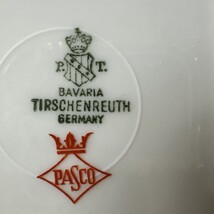 P. T.
BAVARIA
TIRSCHENREUTH
GERMANY
PASCO